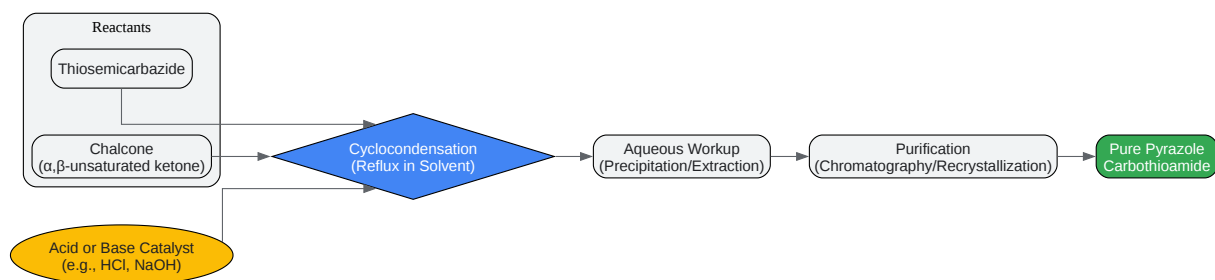 Reactants
Thiosemicarbazide
Chalcone
(α,β-unsaturated ketone)
Acid or Base Catalyst
(e.g., HCl, NaOH)
Cyclocondensation
(Reflux in Solvent)
Aqueous Workup
(Precipitation/Extraction)
Purification
(Chromatography/Recrystallization)
Pure Pyrazole
Carbothioamide